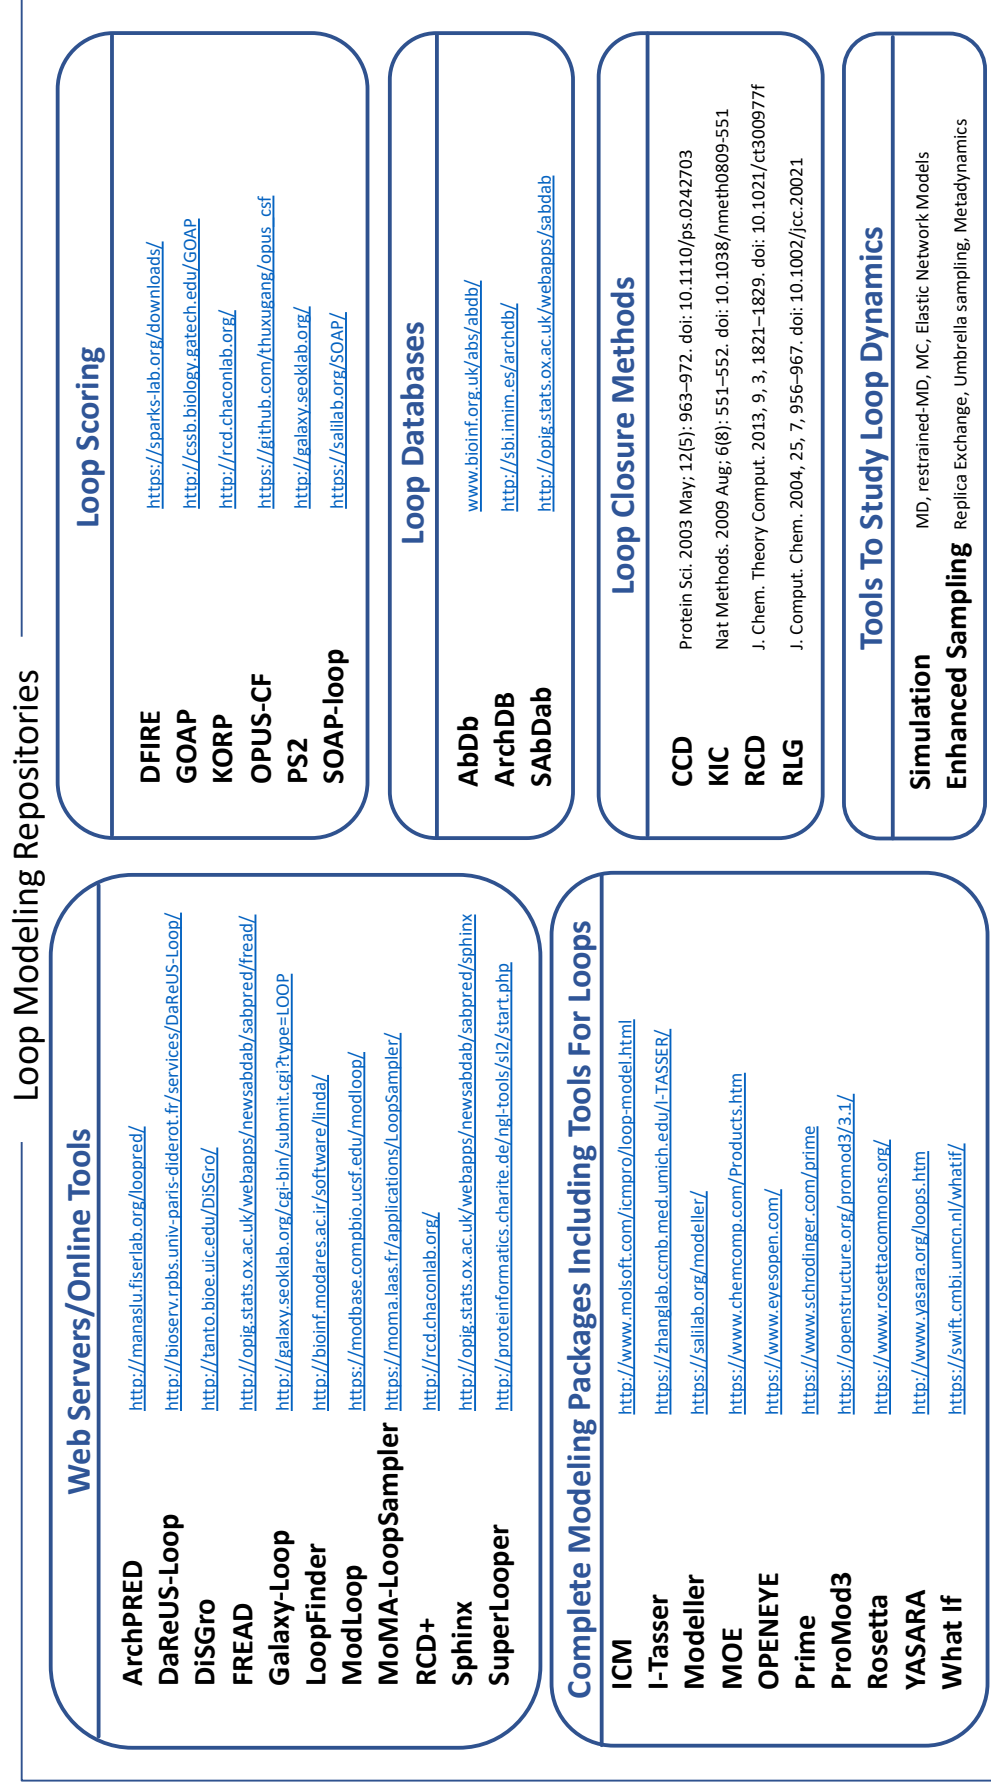 Loop Modeling Repositories
Web Servers/Online Tools
ArchPRED http://manaslu.fiserlab.org/loopred/
DaReUS-Loop http://bioserv.rpbs.univ-paris-diderot.fr/services/DaReUS-Loop/
DiSGro http://tanto.bioe.uic.edu/DiSGro/
FREAD http://opig.stats.ox.ac.uk/webapps/newsabdab/sabpred/fread/
Galaxy-Loop http://galaxy.seoklab.org/cgi-bin/submit.cgi?type=LOOP
LoopFinder http://bioinf.modares.ac.ir/software/linda/
ModLoop https://modbase.compbio.ucsf.edu/modloop/
MoMA-LoopSampler https://moma.laas.fr/applications/LoopSampler/
RCD+ http://rcd.chaconlab.org/
Sphinx http://opig.stats.ox.ac.uk/webapps/newsabdab/sabpred/sphinx
SuperLooper http://proteinformatics.charite.de/ngl-tools/sl2/start.php
Complete Modeling Packages Including Tools For Loops
ICM http://www.molsoft.com/icmpro/loop-model.html
I-Tasser https://zhanglab.ccmb.med.umich.edu/I-TASSER/
Modeller https://salilab.org/modeller/
MOE https://www.chemcomp.com/Products.htm
OPENEYE https://www.eyesopen.com/
Prime https://www.schrodinger.com/prime
ProMod3 https://openstructure.org/promod3/3.1/
Rosetta https://www.rosettacommons.org/
YASARA http://www.yasara.org/loops.htm
What If https://swift.cmbi.umcn.nl/whatif/
Loop Scoring
DFIRE https://sparks-lab.org/downloads/
GOAP http://cssb.biology.gatech.edu/GOAP
KORP http://rcd.chaconlab.org/
OPUS-CF https://github.com/thuxugang/opus_csf
PS2 http://galaxy.seoklab.org/
SOAP-loop https://salilab.org/SOAP/
Loop Databases
AbDb www.bioinf.org.uk/abs/abdb/
ArchDB http://sbi.imim.es/archdb/
SAbDab http://opig.stats.ox.ac.uk/webapps/sabdab
Loop Closure Methods
CCD Protein Sci. 2003 May; 12(5): 963–972. doi: 10.1110/ps.0242703
KIC Nat Methods. 2009 Aug; 6(8): 551–552. doi: 10.1038/nmeth0809-551
RCD J. Chem. Theory Comput. 2013, 9, 3, 1821–1829. doi: 10.1021/ct300977f
RLG J. Comput. Chem. 2004, 25, 7, 956–967. doi: 10.1002/jcc.20021
Tools To Study Loop Dynamics
Simulation MD, restrained-MD, MC, Elastic Network Models
Enhanced Sampling Replica Exchange, Umbrella sampling, Metadynamics